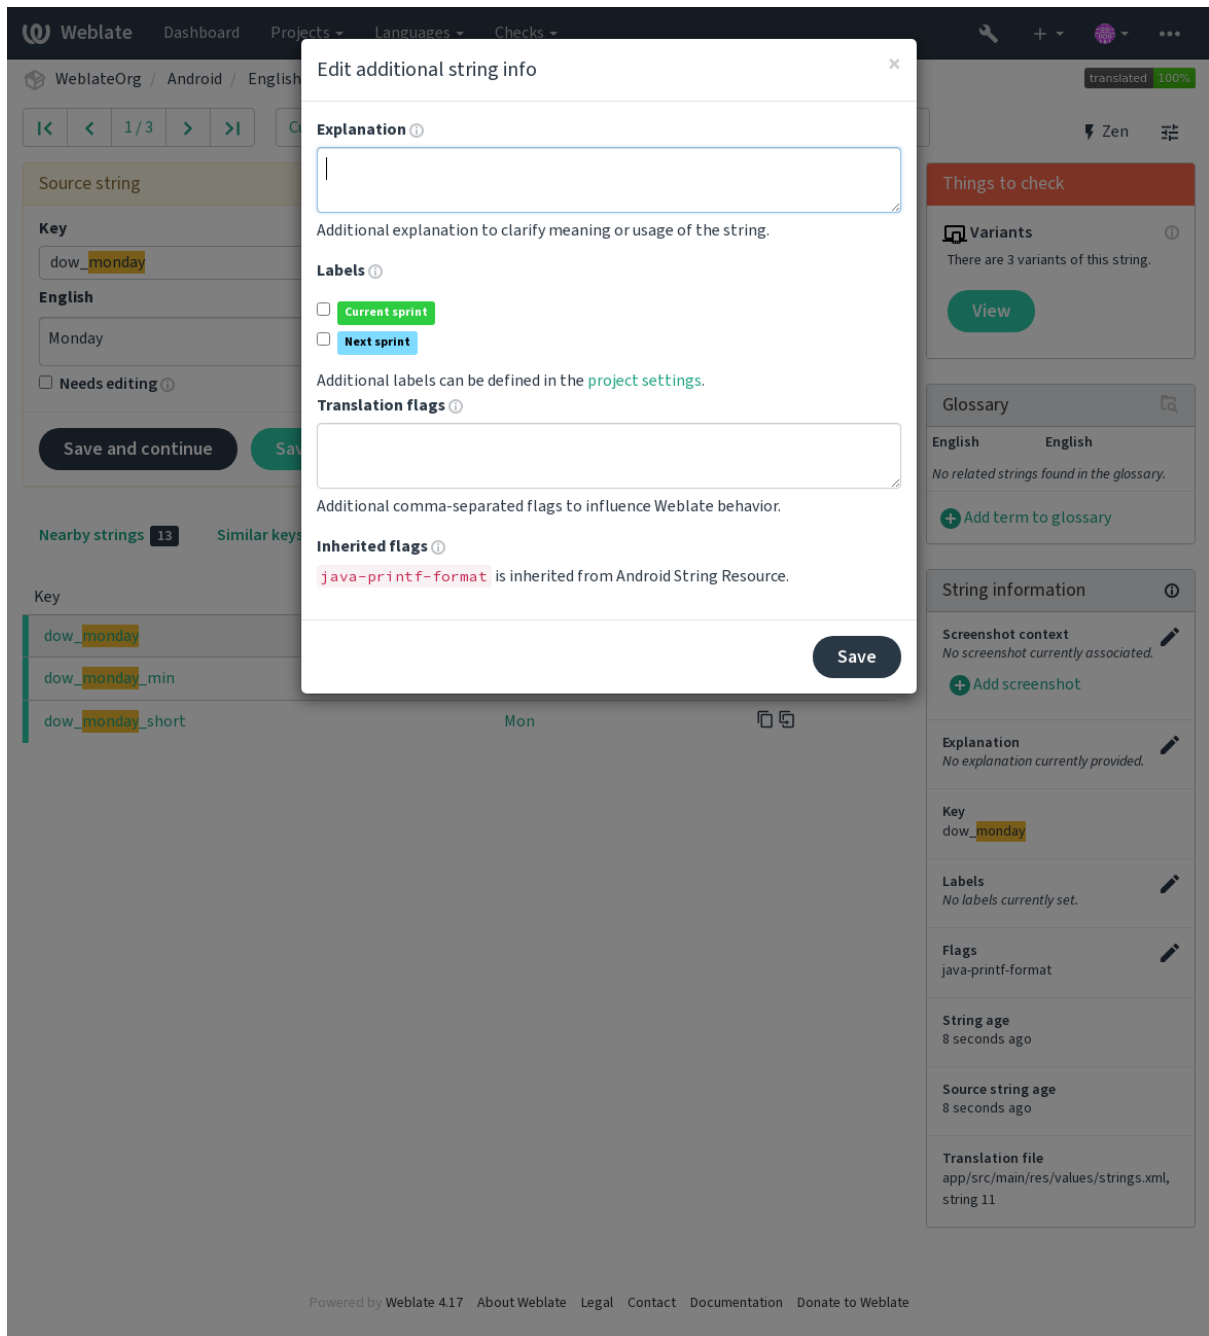 Weblate Dashboard Projects Languages Checks
WeblateOrg / Android / English
translated 100%
1 / 3
Zen
Edit additional string info
×
Explanation
Additional explanation to clarify meaning or usage of the string.
Labels
Current sprint
Next sprint
Additional labels can be defined in the project settings.
Translation flags
Additional comma-separated flags to influence Weblate behavior.
Inherited flags
java-printf-format is inherited from Android String Resource.
Save
Source string
Key
dow_monday
English
Monday
Needs editing
Save and continue
Nearby strings 13 Similar keys
Key
dow_monday
dow_monday_min
dow_monday_short Mon
Things to check
Variants
There are 3 variants of this string.
View
Glossary
English English
No related strings found in the glossary.
Add term to glossary
String information
Screenshot context
No screenshot currently associated.
Add screenshot
Explanation
No explanation currently provided.
Key
dow_monday
Labels
No labels currently set.
Flags
java-printf-format
String age
8 seconds ago
Source string age
8 seconds ago
Translation file
app/src/main/res/values/strings.xml,
string 11
Powered by Weblate 4.17 About Weblate Legal Contact Documentation Donate to Weblate